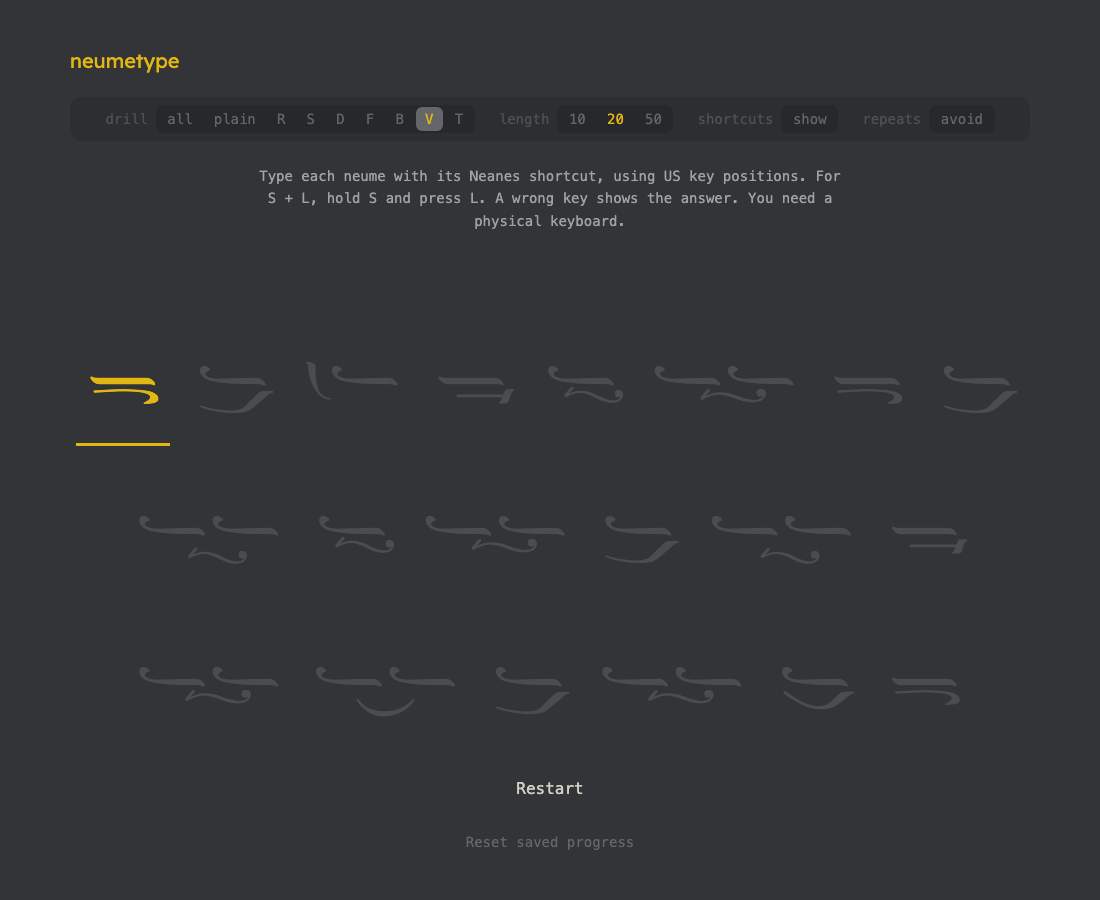 neumetype
drill all plain R S D F B V T length 10 20 50 shortcuts show repeats avoid
Type each neume with its Neanes shortcut, using US key positions. For
S + L, hold S and press L. A wrong key shows the answer. You need a
physical keyboard.
Restart
Reset saved progress